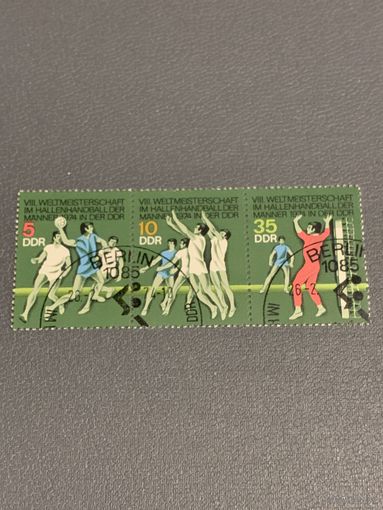 VIII. WELTMEISTERSCHAFT
IM HALLENHANDBALL DER
MÄNNER 1974 IN DER DDR
5
DDR
VIII. WELTMEISTERSCHAFT
IM HALLENHANDBALL DER
MÄNNER 1974 IN DER DDR
10
DDR
VIII. WELTMEISTERSCHAFT
IM HALLENHANDBALL DER
MÄNNER 1974 IN DER DDR
35
DDR
BERLIN
1085
BERLIN
1085